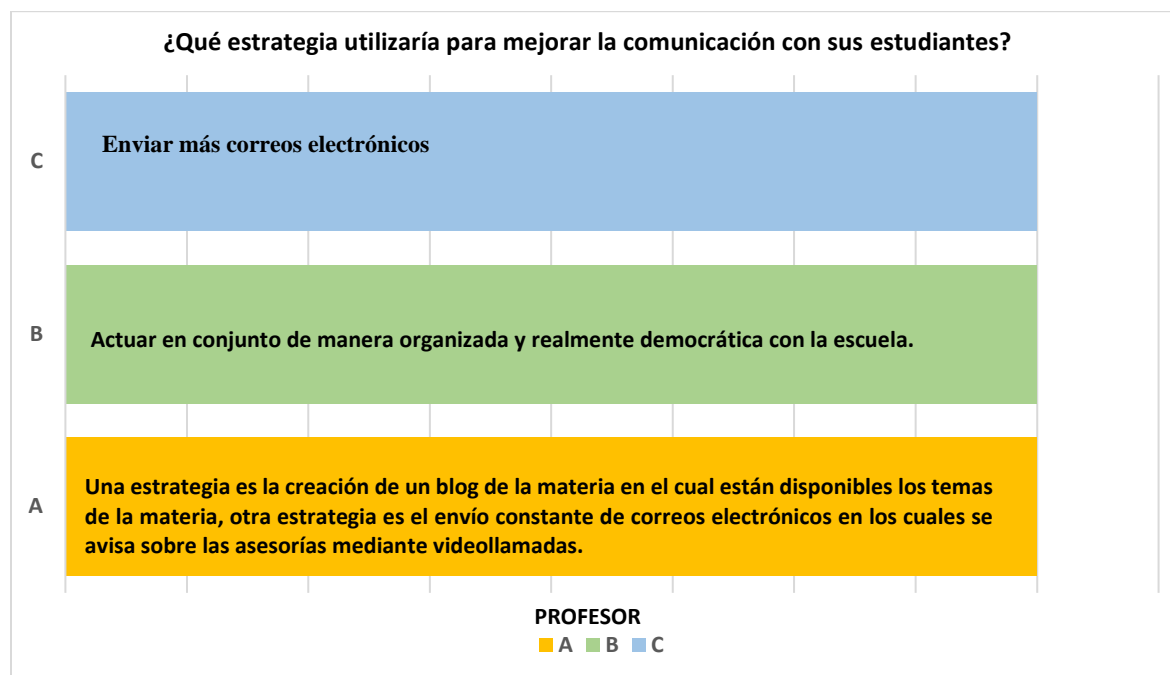 ¿Qué estrategia utilizaría para mejorar la comunicación con sus estudiantes?
C
Enviar más correos electrónicos
B
Actuar en conjunto de manera organizada y realmente democrática con la escuela.
A
Una estrategia es la creación de un blog de la materia en el cual están disponibles los temas
de la materia, otra estrategia es el envío constante de correos electrónicos en los cuales se
avisa sobre las asesorías mediante videollamadas.
PROFESOR
A B C